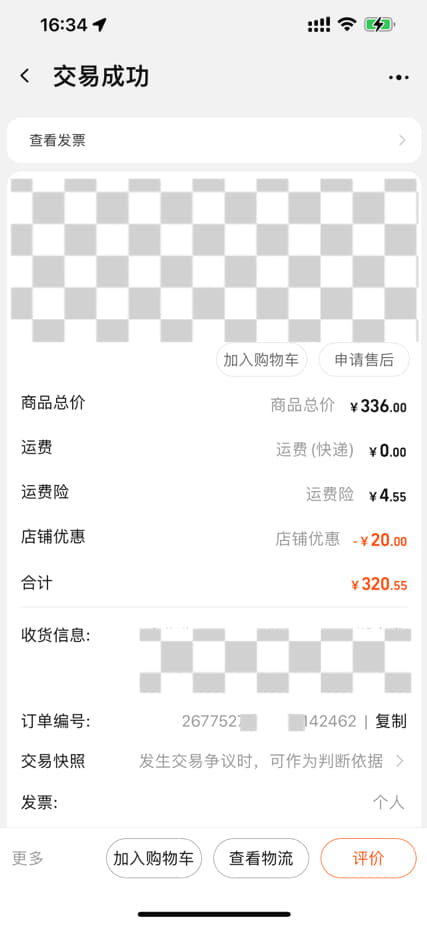 16:34
交易成功
查看发票
加入购物车 申请售后
商品总价 商品总价 ¥336.00
运费 运费(快递) ¥0.00
运费险 运费险 ¥4.55
店铺优惠 店铺优惠 -¥20.00
合计 ¥320.55
收货信息:
订单编号: 267752 142462 | 复制
交易快照 发生交易争议时，可作为判断依据
发票: 个人
更多 加入购物车 查看物流 评价